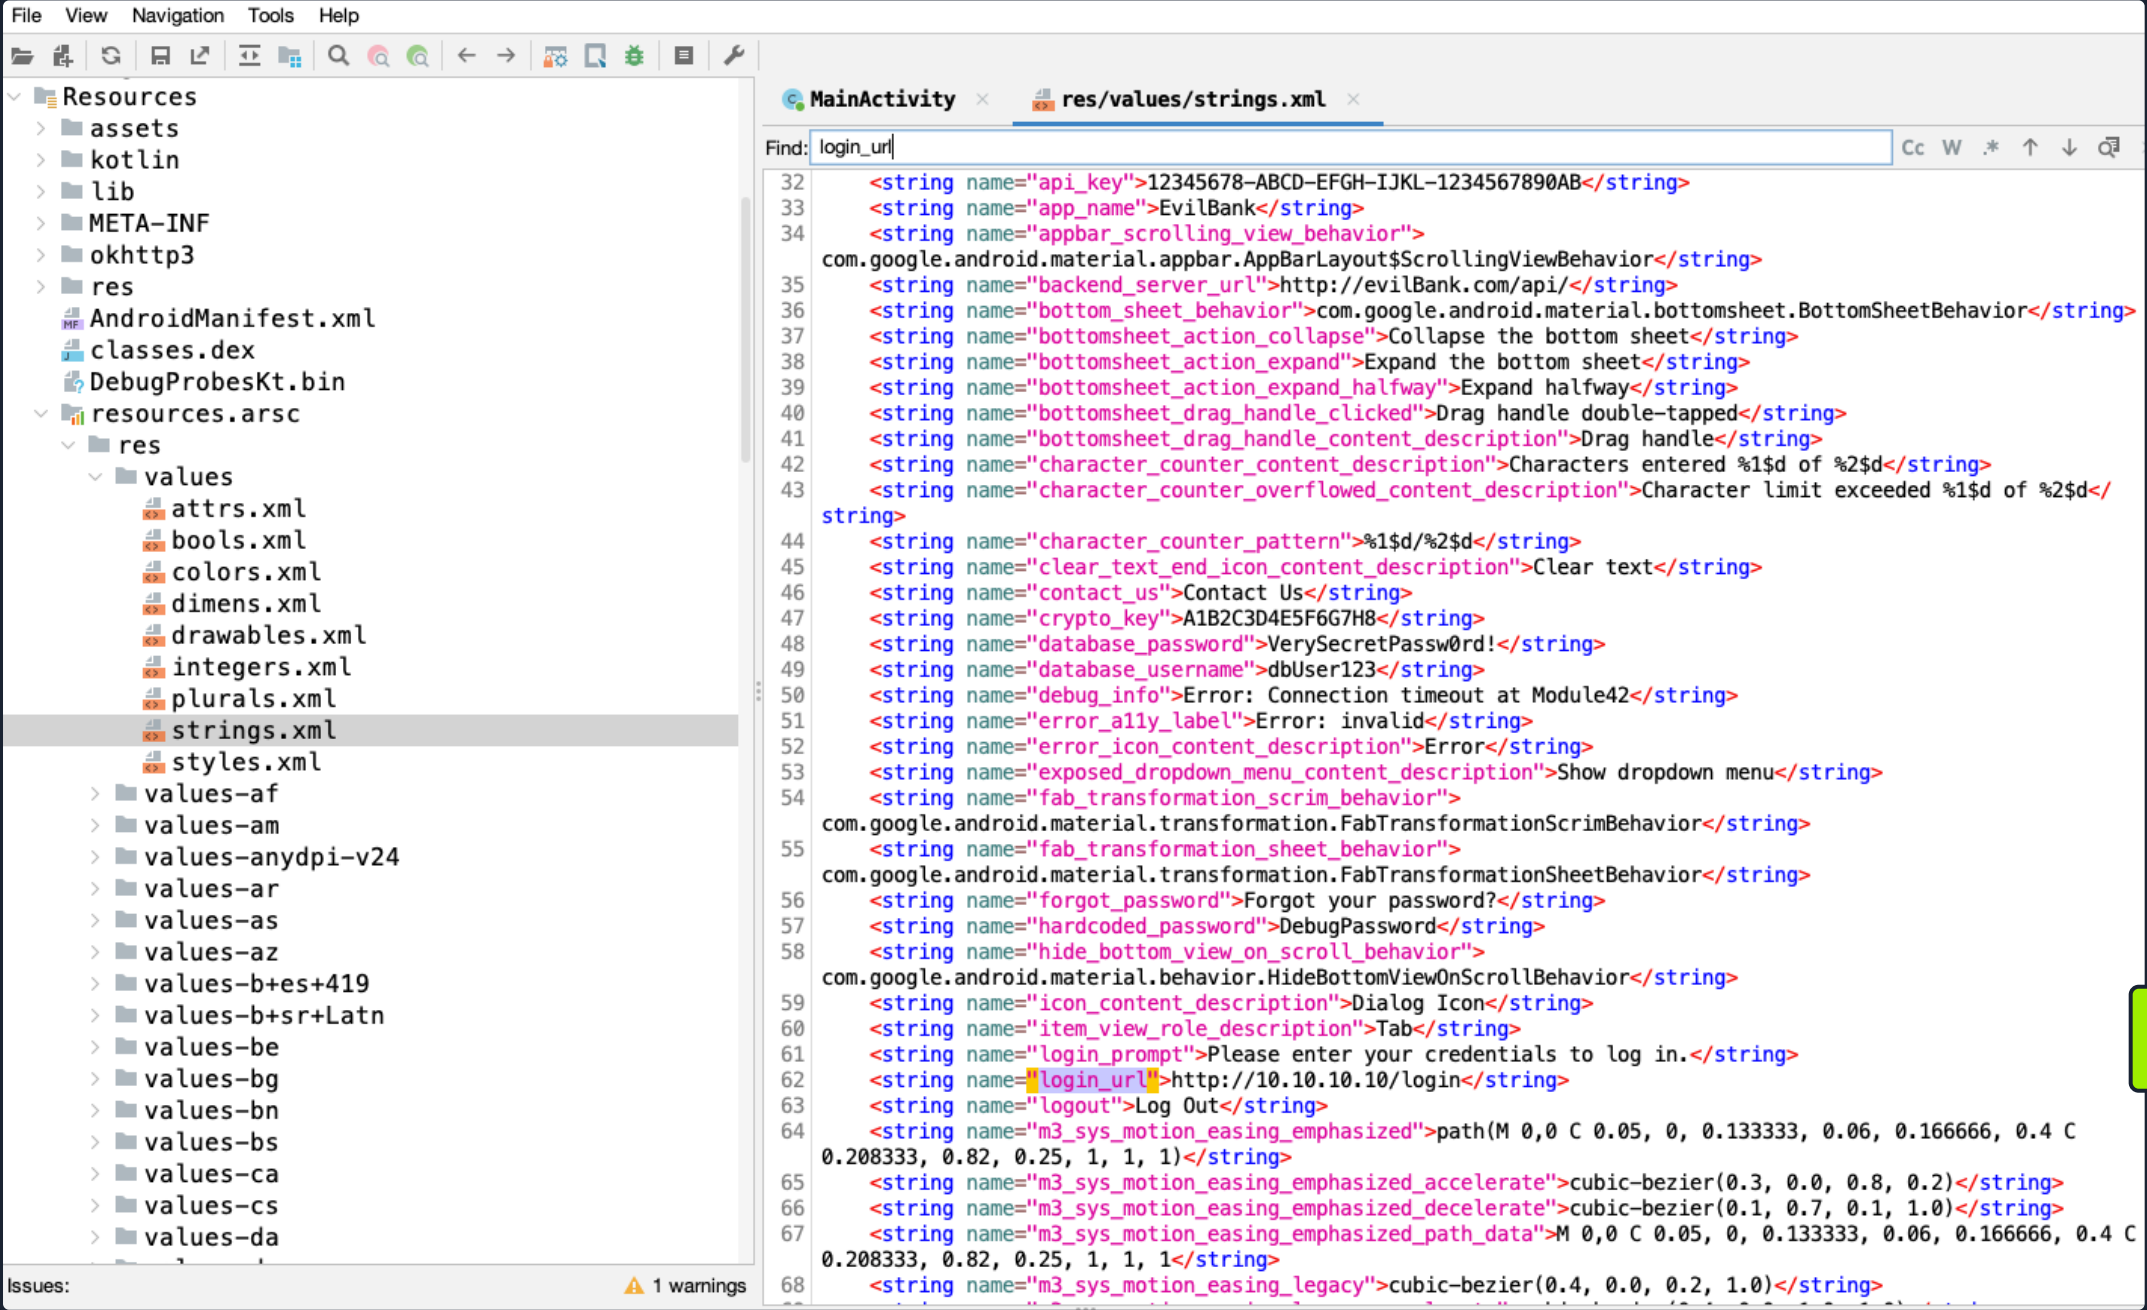 File View Navigation Tools Help
Resources
assets
kotlin
lib
META-INF
okhttp3
res
AndroidManifest.xml
classes.dex
DebugProbesKt.bin
resources.arsc
res
values
attrs.xml
bools.xml
colors.xml
dimens.xml
drawables.xml
integers.xml
plurals.xml
strings.xml
styles.xml
values-af
values-am
values-anydpi-v24
values-ar
values-as
values-az
values-b+es+419
values-b+sr+Latn
values-be
values-bg
values-bn
values-bs
values-ca
values-cs
values-da
Issues: 1 warnings
MainActivity res/values/strings.xml
Find: login_url Cc W .*
32 <string name="api_key">12345678-ABCD-EFGH-IJKL-1234567890AB</string>
33 <string name="app_name">EvilBank</string>
34 <string name="appbar_scrolling_view_behavior">
com.google.android.material.appbar.AppBarLayout$ScrollingViewBehavior</string>
35 <string name="backend_server_url">http://evilBank.com/api/</string>
36 <string name="bottom_sheet_behavior">com.google.android.material.bottomsheet.BottomSheetBehavior</string>
37 <string name="bottomsheet_action_collapse">Collapse the bottom sheet</string>
38 <string name="bottomsheet_action_expand">Expand the bottom sheet</string>
39 <string name="bottomsheet_action_expand_halfway">Expand halfway</string>
40 <string name="bottomsheet_drag_handle_clicked">Drag handle double-tapped</string>
41 <string name="bottomsheet_drag_handle_content_description">Drag handle</string>
42 <string name="character_counter_content_description">Characters entered %1$d of %2$d</string>
43 <string name="character_counter_overflowed_content_description">Character limit exceeded %1$d of %2$d</
string>
44 <string name="character_counter_pattern">%1$d/%2$d</string>
45 <string name="clear_text_end_icon_content_description">Clear text</string>
46 <string name="contact_us">Contact Us</string>
47 <string name="crypto_key">A1B2C3D4E5F6G7H8</string>
48 <string name="database_password">VerySecretPassw0rd!</string>
49 <string name="database_username">dbUser123</string>
50 <string name="debug_info">Error: Connection timeout at Module42</string>
51 <string name="error_a11y_label">Error: invalid</string>
52 <string name="error_icon_content_description">Error</string>
53 <string name="exposed_dropdown_menu_content_description">Show dropdown menu</string>
54 <string name="fab_transformation_scrim_behavior">
com.google.android.material.transformation.FabTransformationScrimBehavior</string>
55 <string name="fab_transformation_sheet_behavior">
com.google.android.material.transformation.FabTransformationSheetBehavior</string>
56 <string name="forgot_password">Forgot your password?</string>
57 <string name="hardcoded_password">DebugPassword</string>
58 <string name="hide_bottom_view_on_scroll_behavior">
com.google.android.material.behavior.HideBottomViewOnScrollBehavior</string>
59 <string name="icon_content_description">Dialog Icon</string>
60 <string name="item_view_role_description">Tab</string>
61 <string name="login_prompt">Please enter your credentials to log in.</string>
62 <string name="login_url">http://10.10.10.10/login</string>
63 <string name="logout">Log Out</string>
64 <string name="m3_sys_motion_easing_emphasized">path(M 0,0 C 0.05, 0, 0.133333, 0.06, 0.166666, 0.4 C
0.208333, 0.82, 0.25, 1, 1, 1)</string>
65 <string name="m3_sys_motion_easing_emphasized_accelerate">cubic-bezier(0.3, 0.0, 0.8, 0.2)</string>
66 <string name="m3_sys_motion_easing_emphasized_decelerate">cubic-bezier(0.1, 0.7, 0.1, 1.0)</string>
67 <string name="m3_sys_motion_easing_emphasized_path_data">M 0,0 C 0.05, 0, 0.133333, 0.06, 0.166666, 0.4 C
0.208333, 0.82, 0.25, 1, 1, 1</string>
68 <string name="m3_sys_motion_easing_legacy">cubic-bezier(0.4, 0.0, 0.2, 1.0)</string>